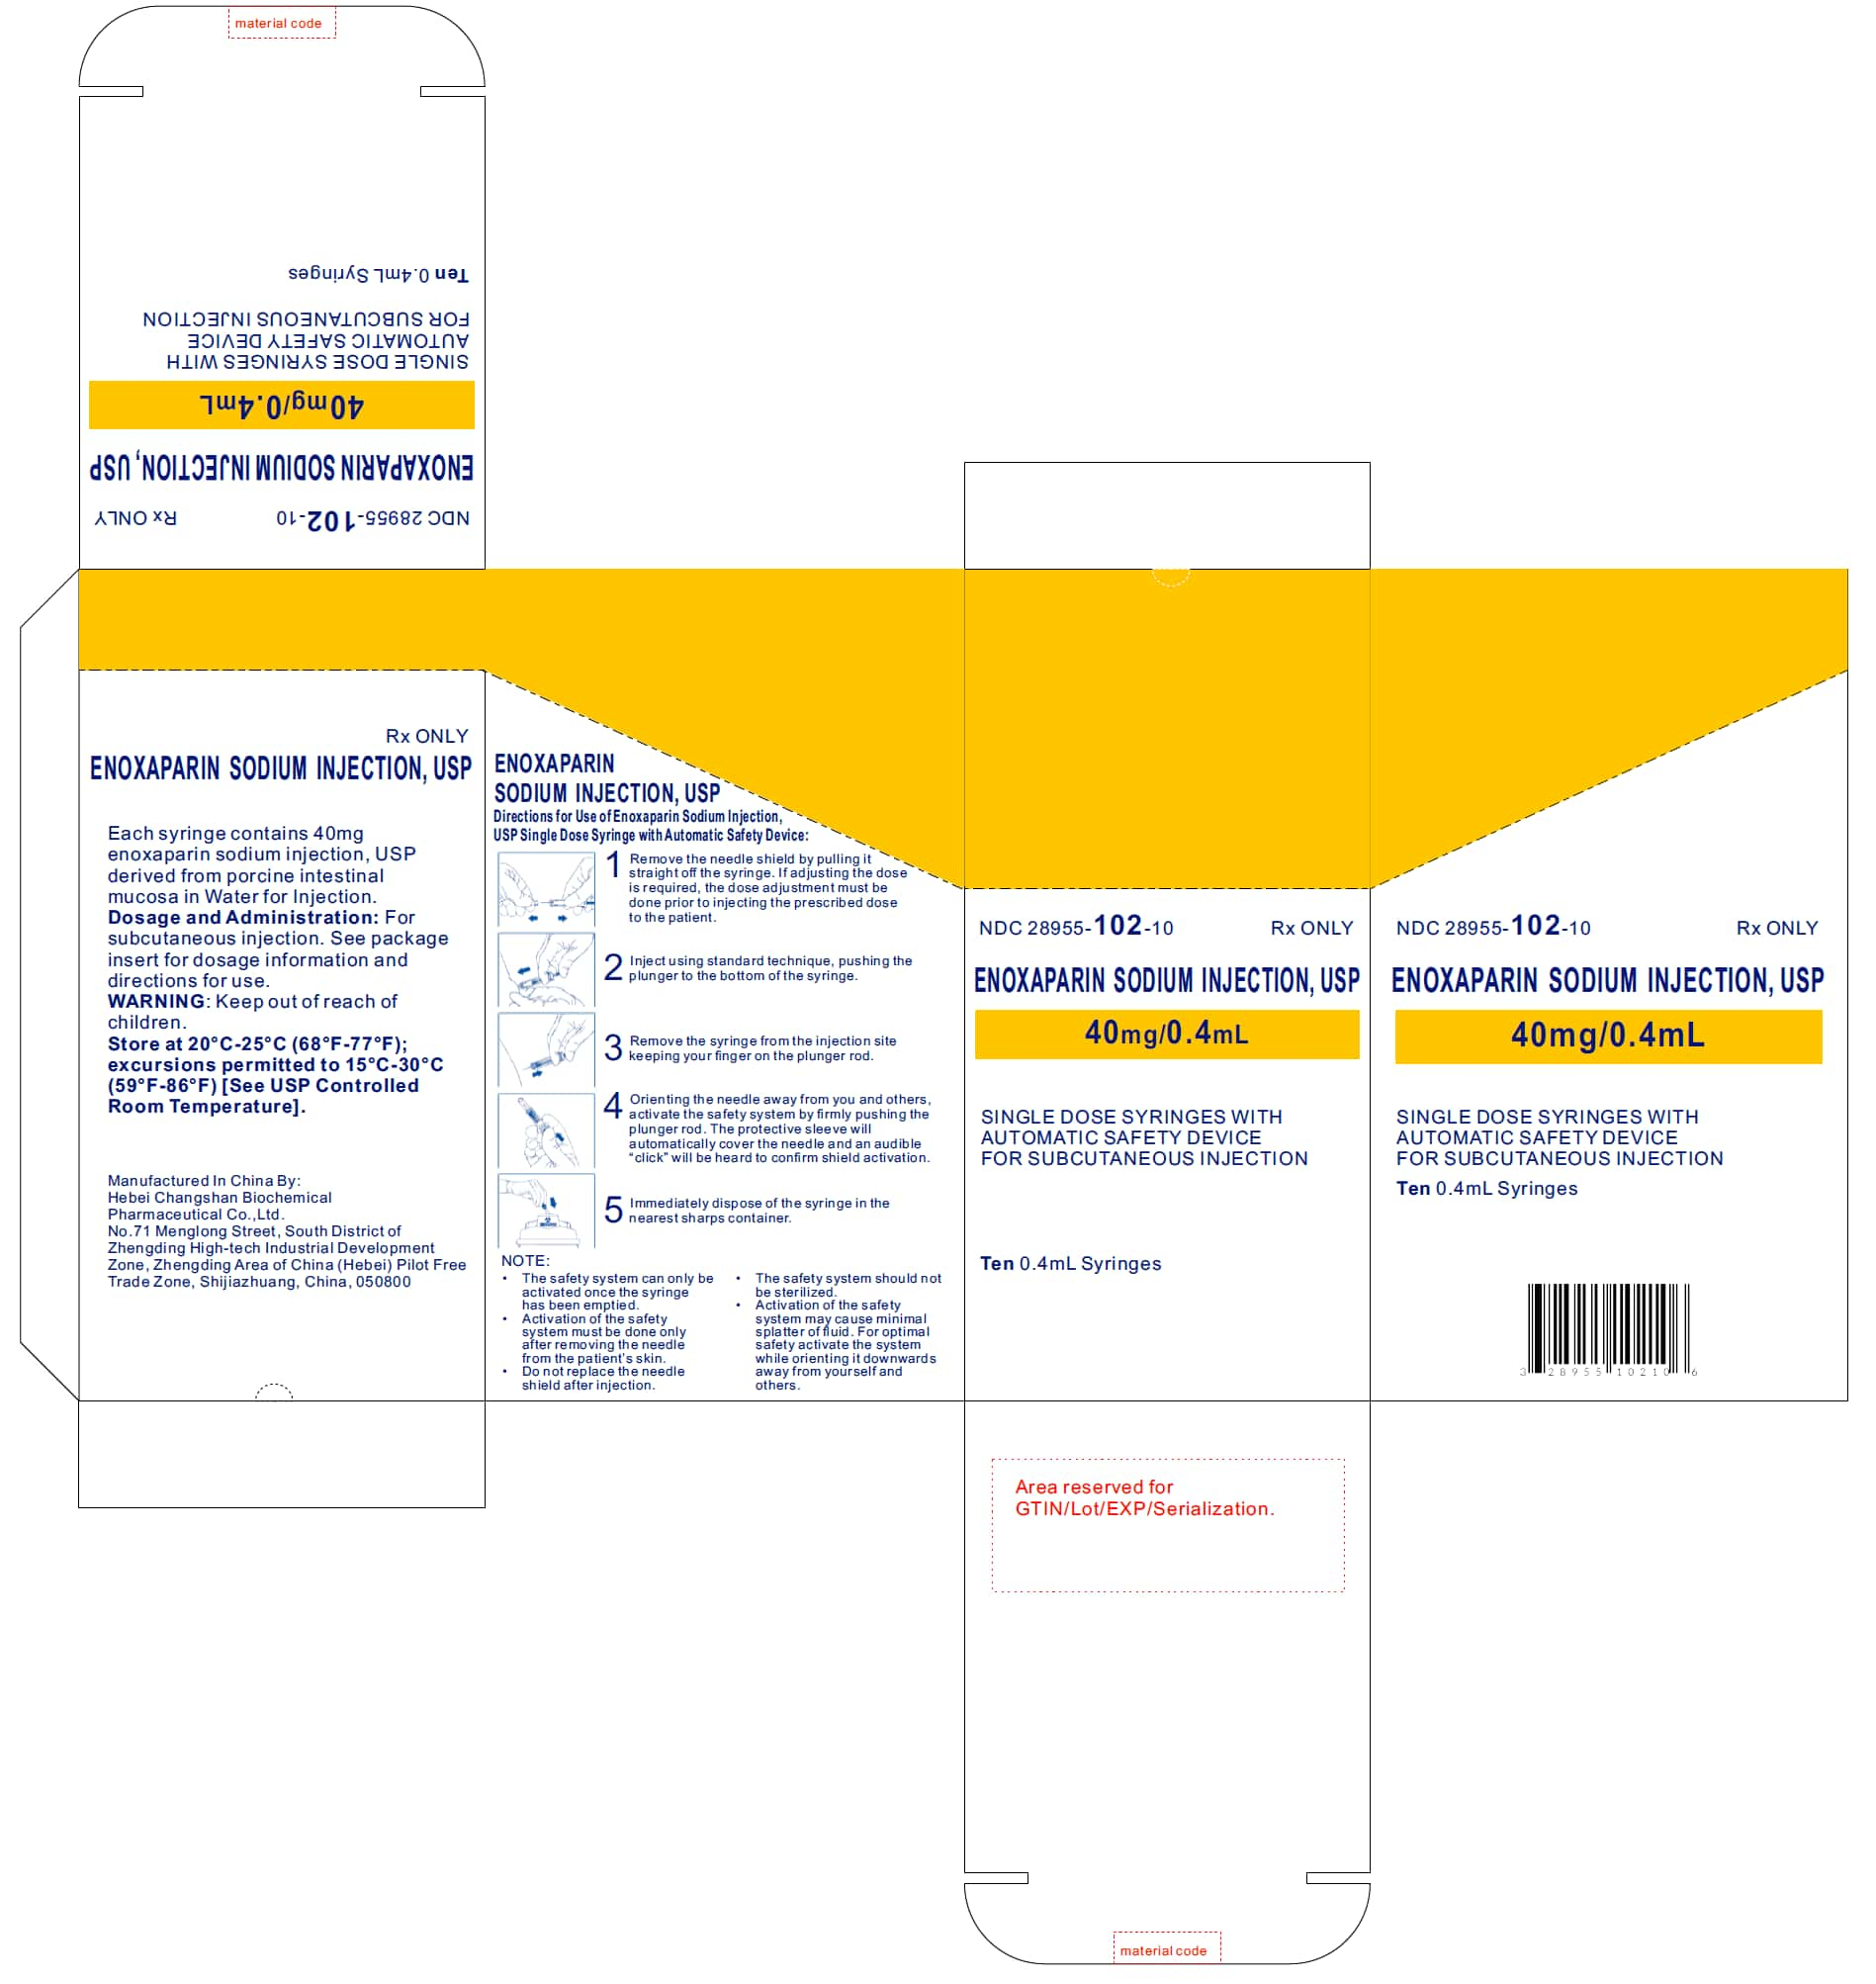 material code
Ten 0.4mL Syringes
SINGLE DOSE SYRINGES WITH
AUTOMATIC SAFETY DEVICE
FOR SUBCUTANEOUS INJECTION
40mg/0.4mL
ENOXAPARIN SODIUM INJECTION, USP
NDC 28955-102-10 Rx ONLY
Rx ONLY
ENOXAPARIN SODIUM INJECTION, USP
Each syringe contains 40mg
enoxaparin sodium injection, USP
derived from porcine intestinal
mucosa in Water for Injection.
Dosage and Administration: For
subcutaneous injection. See package
insert for dosage information and
directions for use.
WARNING: Keep out of reach of
children.
Store at 20°C-25°C (68°F-77°F);
excursions permitted to 15°C-30°C
(59°F-86°F) [See USP Controlled
Room Temperature].
Manufactured In China By:
Hebei Changshan Biochemical
Pharmaceutical Co.,Ltd.
No.71 Menglong Street, South District of
Zhengding High-tech Industrial Development
Zone, Zhengding Area of China (Hebei) Pilot Free
Trade Zone, Shijiazhuang, China, 050800
ENOXAPARIN
SODIUM INJECTION, USP
Directions for Use of Enoxaparin Sodium Injection,
USP Single Dose Syringe with Automatic Safety Device:
1 Remove the needle shield by pulling it
straight off the syringe. If adjusting the dose
is required, the dose adjustment must be
done prior to injecting the prescribed dose
to the patient.
2 Inject using standard technique, pushing the
plunger to the bottom of the syringe.
3 Remove the syringe from the injection site
keeping your finger on the plunger rod.
4 Orienting the needle away from you and others,
activate the safety system by firmly pushing the
plunger rod. The protective sleeve will
automatically cover the needle and an audible
“click” will be heard to confirm shield activation.
5 Immediately dispose of the syringe in the
nearest sharps container.
NOTE:
• The safety system can only be
activated once the syringe
has been emptied.
• Activation of the safety
system must be done only
after removing the needle
from the patient's skin.
• Do not replace the needle
shield after injection.
• The safety system should not
be sterilized.
• Activation of the safety
system may cause minimal
splatter of fluid. For optimal
safety activate the system
while orienting it downwards
away from yourself and
others.
NDC 28955-102-10 Rx ONLY
ENOXAPARIN SODIUM INJECTION, USP
40mg/0.4mL
SINGLE DOSE SYRINGES WITH
AUTOMATIC SAFETY DEVICE
FOR SUBCUTANEOUS INJECTION
Ten 0.4mL Syringes
NDC 28955-102-10 Rx ONLY
ENOXAPARIN SODIUM INJECTION, USP
40mg/0.4mL
SINGLE DOSE SYRINGES WITH
AUTOMATIC SAFETY DEVICE
FOR SUBCUTANEOUS INJECTION
Ten 0.4mL Syringes
3 28955 10210 6
Area reserved for
GTIN/Lot/EXP/Serialization.
material code